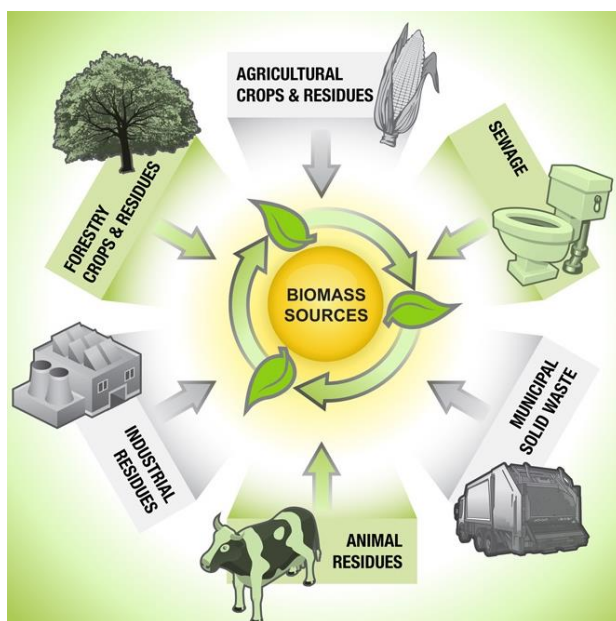 AGRICULTURAL
CROPS & RESIDUES
SEWAGE
FORESTRY
CROPS & RESIDUES
BIOMASS
SOURCES
MUNICIPAL
SOLID WASTE
INDUSTRIAL
RESIDUES
ANIMAL
RESIDUES